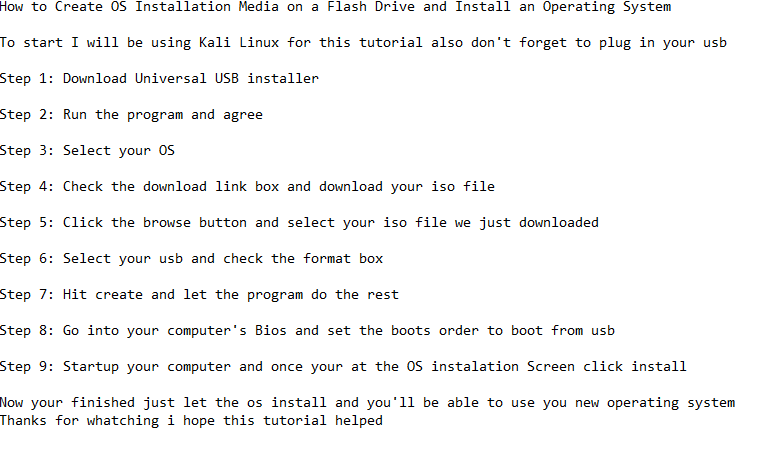 How to Create OS Installation Media on a Flash Drive and Install an Operating System
To start I will be using Kali Linux for this tutorial also don't forget to plug in your usb
Step 1: Download Universal USB installer
Step 2: Run the program and agree
Step 3: Select your OS
Step 4: Check the download link box and download your iso file
Step 5: Click the browse button and select your iso file we just downloaded
Step 6: Select your usb and check the format box
Step 7: Hit create and let the program do the rest
Step 8: Go into your computer's Bios and set the boots order to boot from usb
Step 9: Startup your computer and once your at the OS instalation Screen click install
Now your finished just let the os install and you'll be able to use you new operating system
Thanks for whatching i hope this tutorial helped